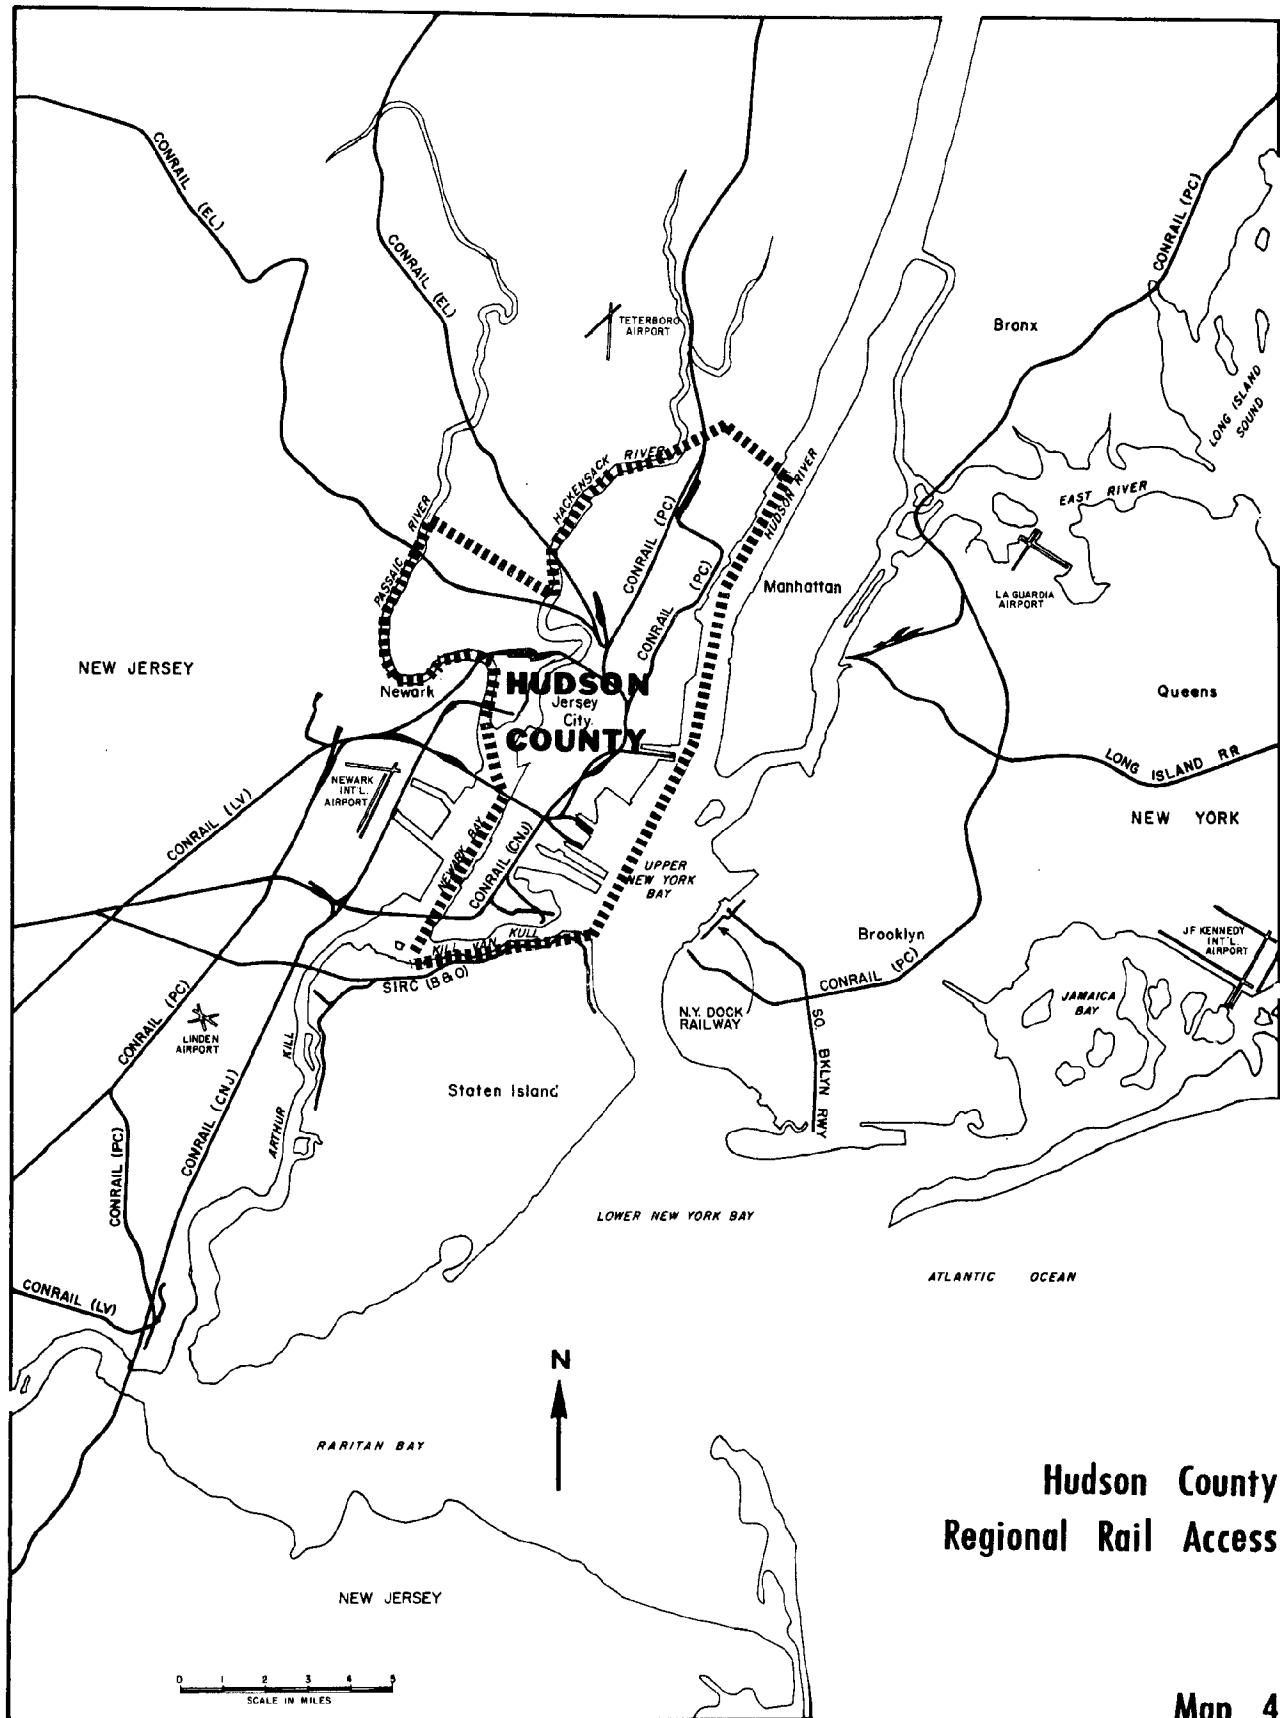 CONRAIL (EL)
CONRAIL (EL)
CONRAIL (PC)
TETERBORO
AIRPORT
Bronx
LONG ISLAND
SOUND
HACKENSACK RIVER
HUDSON RIVER
EAST RIVER
PASSAIC RIVER
CONRAIL (PC)
CONRAIL (PC)
Manhattan
LA GUARDIA
AIRPORT
NEW JERSEY
Newark
HUDSON
Jersey
City
COUNTY
Queens
LONG ISLAND RR
NEWARK
INT'L.
AIRPORT
CONRAIL (LV)
NEW YORK
NEWARK BAY
CONRAIL (CNJ)
UPPER
NEW YORK
BAY
KILL VAN KULL
Brooklyn
J F KENNEDY
INT'L.
AIRPORT
SIRC (B & O)
CONRAIL (PC)
JAMAICA
BAY
N.Y. DOCK
RAILWAY
SO. BKLYN RWY
CONRAIL (PC)
LINDEN
AIRPORT
ARTHUR KILL
Staten Island
CONRAIL (CNJ)
CONRAIL (PC)
LOWER NEW YORK BAY
ATLANTIC OCEAN
CONRAIL (LV)
N
RARITAN BAY
Hudson County
Regional Rail Access
NEW JERSEY
0 1 2 3 4 5
SCALE IN MILES
Map 4